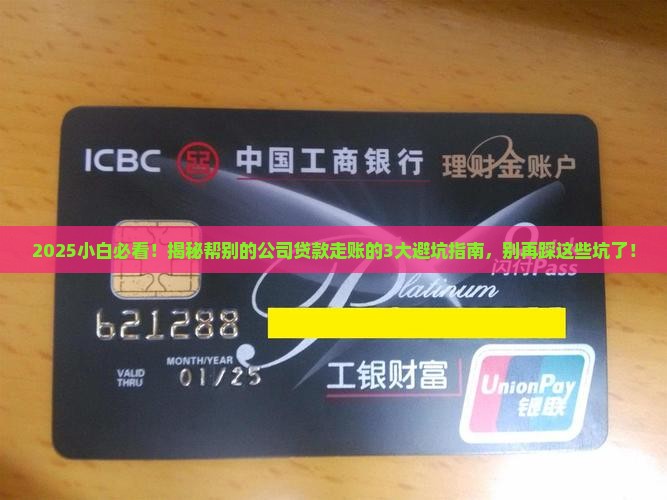 ICBC 中国工商银行 理财金账户
2025小白必看！揭秘帮别的公司贷款走账的3大避坑指南，别再踩这些坑了！
闪付Pass
Platinum
621288
MONTH/YEAR
VALID THRU 01/25
工银财富
UnionPay
银联